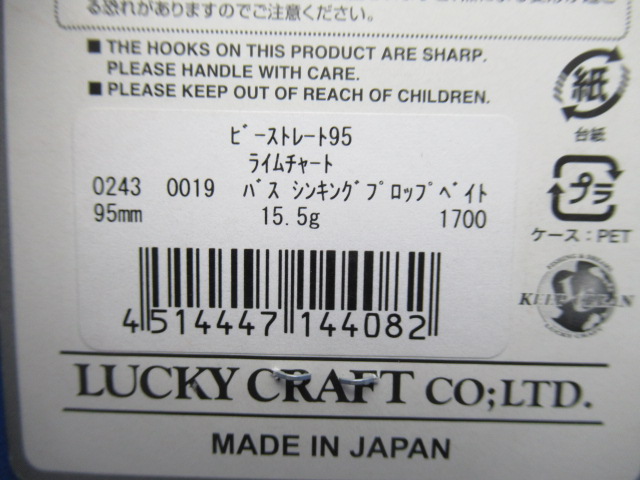 る恐れがありますのでご注意ください。
■ THE HOOKS ON THIS PRODUCT ARE SHARP.
PLEASE HANDLE WITH CARE.
■ PLEASE KEEP OUT OF REACH OF CHILDREN.
紙
台紙
ﾋﾞｰｽﾄﾚｰﾄ95
ﾗｲﾑﾁｬｰﾄ
0243 0019 ﾊﾞｽ ｼﾝｷﾝｸﾞﾌﾟﾛｯﾌﾟﾍﾞｲﾄ
95mm 15.5g 1700
プラ
ケース：PET
4 514447 144082
LUCKY CRAFT CO;LTD.
MADE IN JAPAN